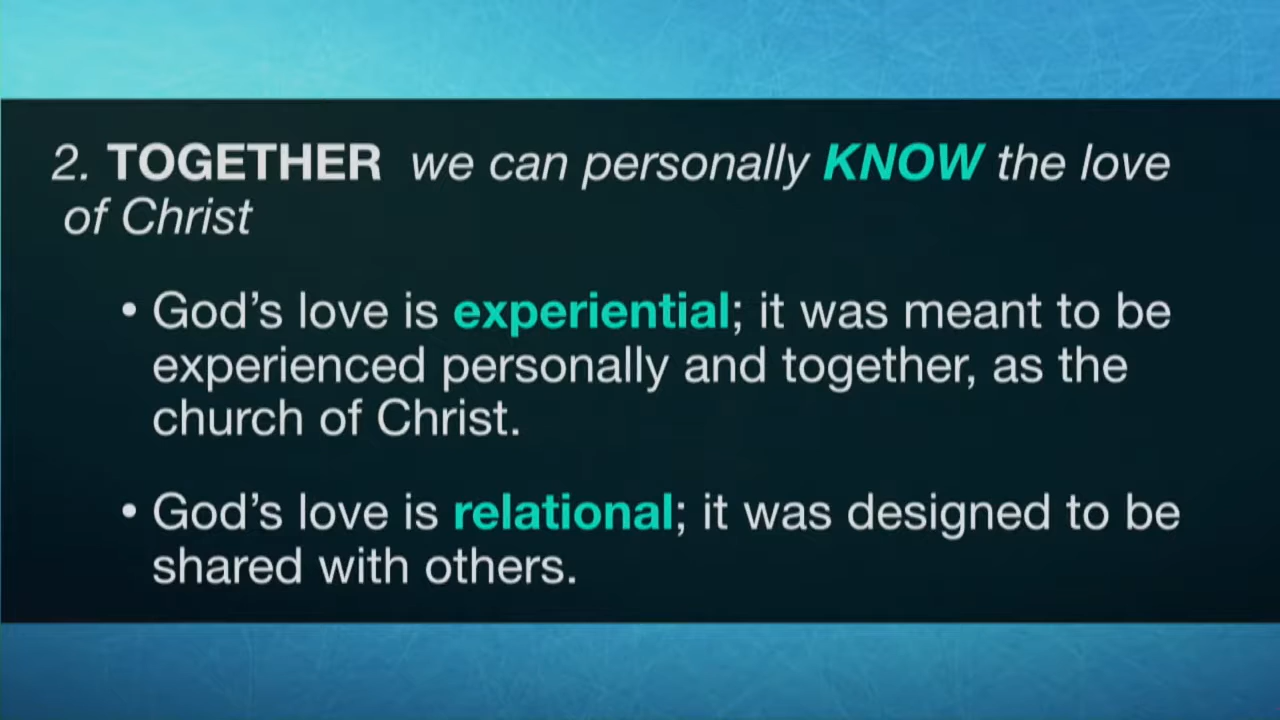 2. TOGETHER we can personally KNOW the love
of Christ
• God’s love is experiential; it was meant to be
experienced personally and together, as the
church of Christ.
• God’s love is relational; it was designed to be
shared with others.